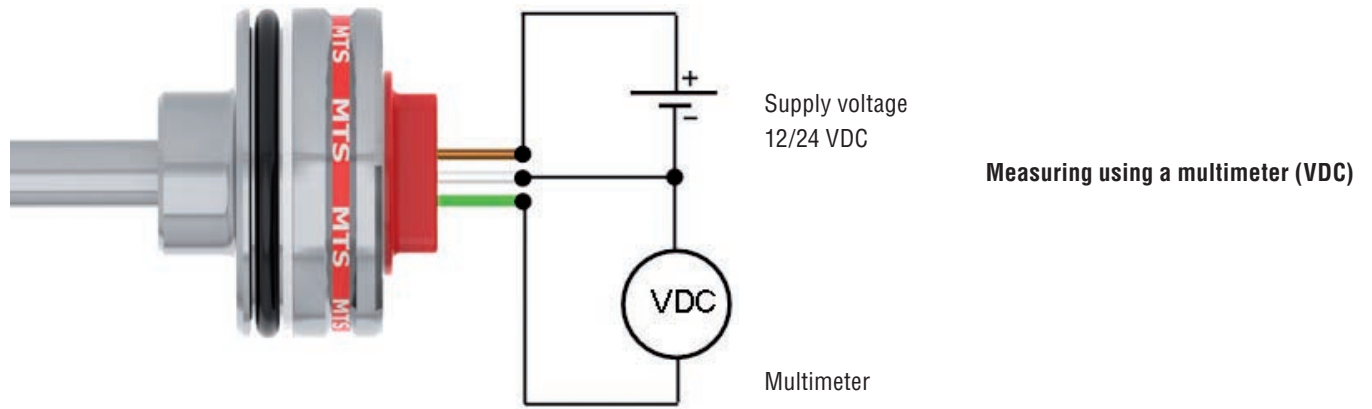 MTS
MTS
MTS
MTS
+
−
Supply voltage
12/24 VDC
Measuring using a multimeter (VDC)
VDC
Multimeter